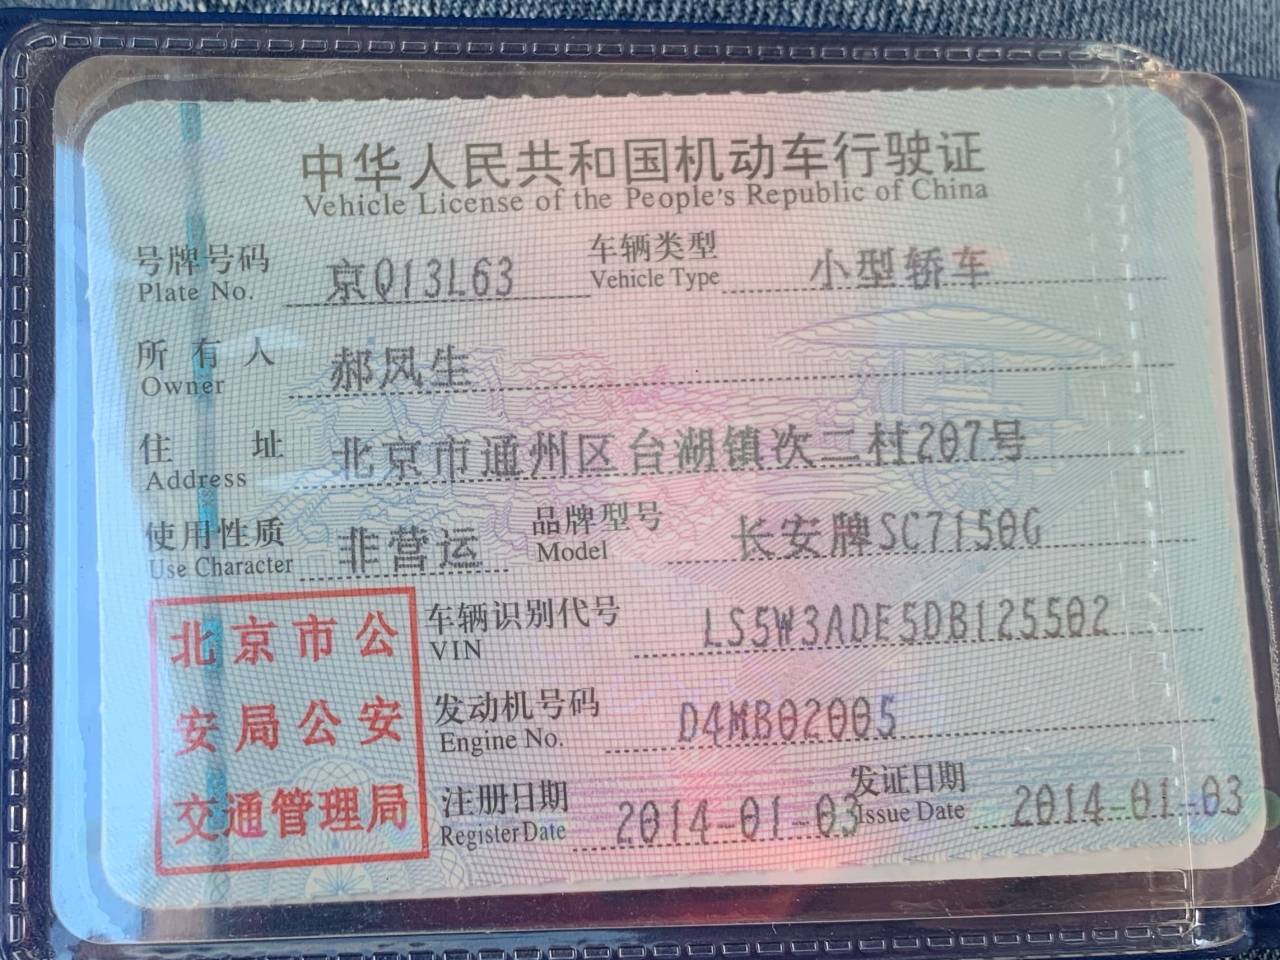 中华人民共和国机动车行驶证
Vehicle License of the People's Republic of China
号牌号码 京Q13L63 车辆类型 小型轿车
Plate No. Vehicle Type
所有人 郝凤生
Owner
住址 北京市通州区台湖镇次二村207号
Address
使用性质 非营运 品牌型号 长安牌SC7150G
Use Character Model
北京市公
安局公安
交通管理局
车辆识别代号 LS5W3ADE5DB125502
VIN
发动机号码 D4MB02005
Engine No.
注册日期 2014-01-03 发证日期 2014-01-03
Register Date Issue Date